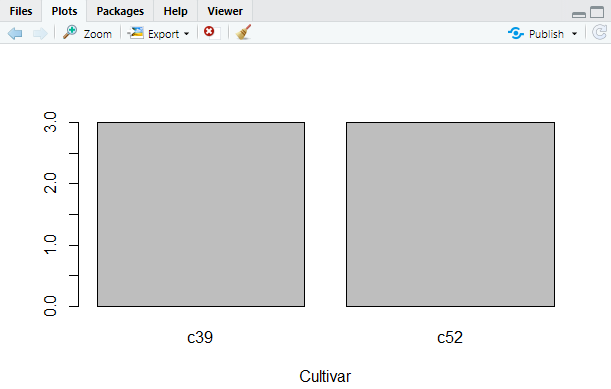 Files Plots Packages Help Viewer
Zoom Export Publish
3.0
2.0
1.0
0.0
c39 c52
Cultivar